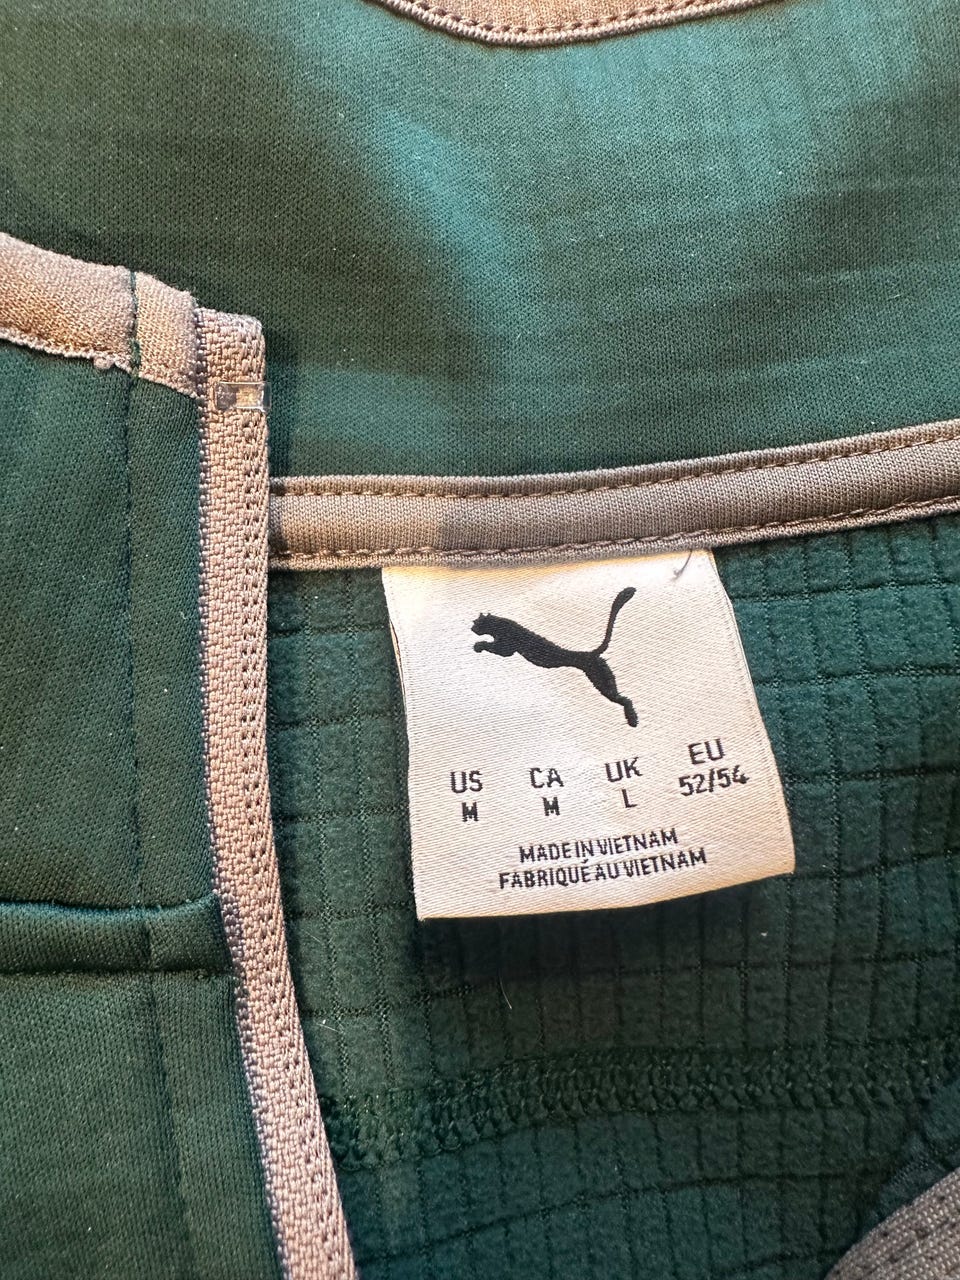 US CA UK EU
M M L 52/54
MADE IN VIETNAM
FABRIQUÉ AU VIETNAM